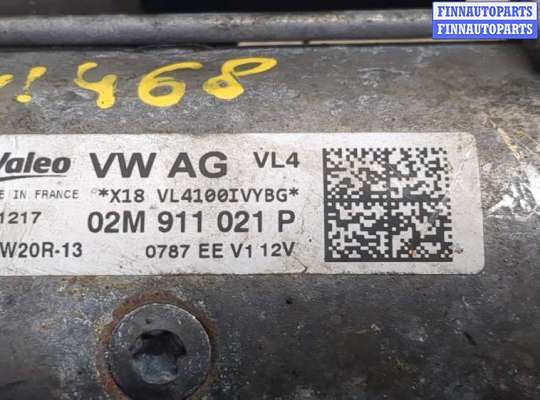 FINNAUTOPARTS
FINNAUTOPARTS
468
Valeo VW AG VL4
IN FRANCE *X18 VL4100IVYBG*
1217 02M 911 021 P
W20R-13 0787 EE V1 12V